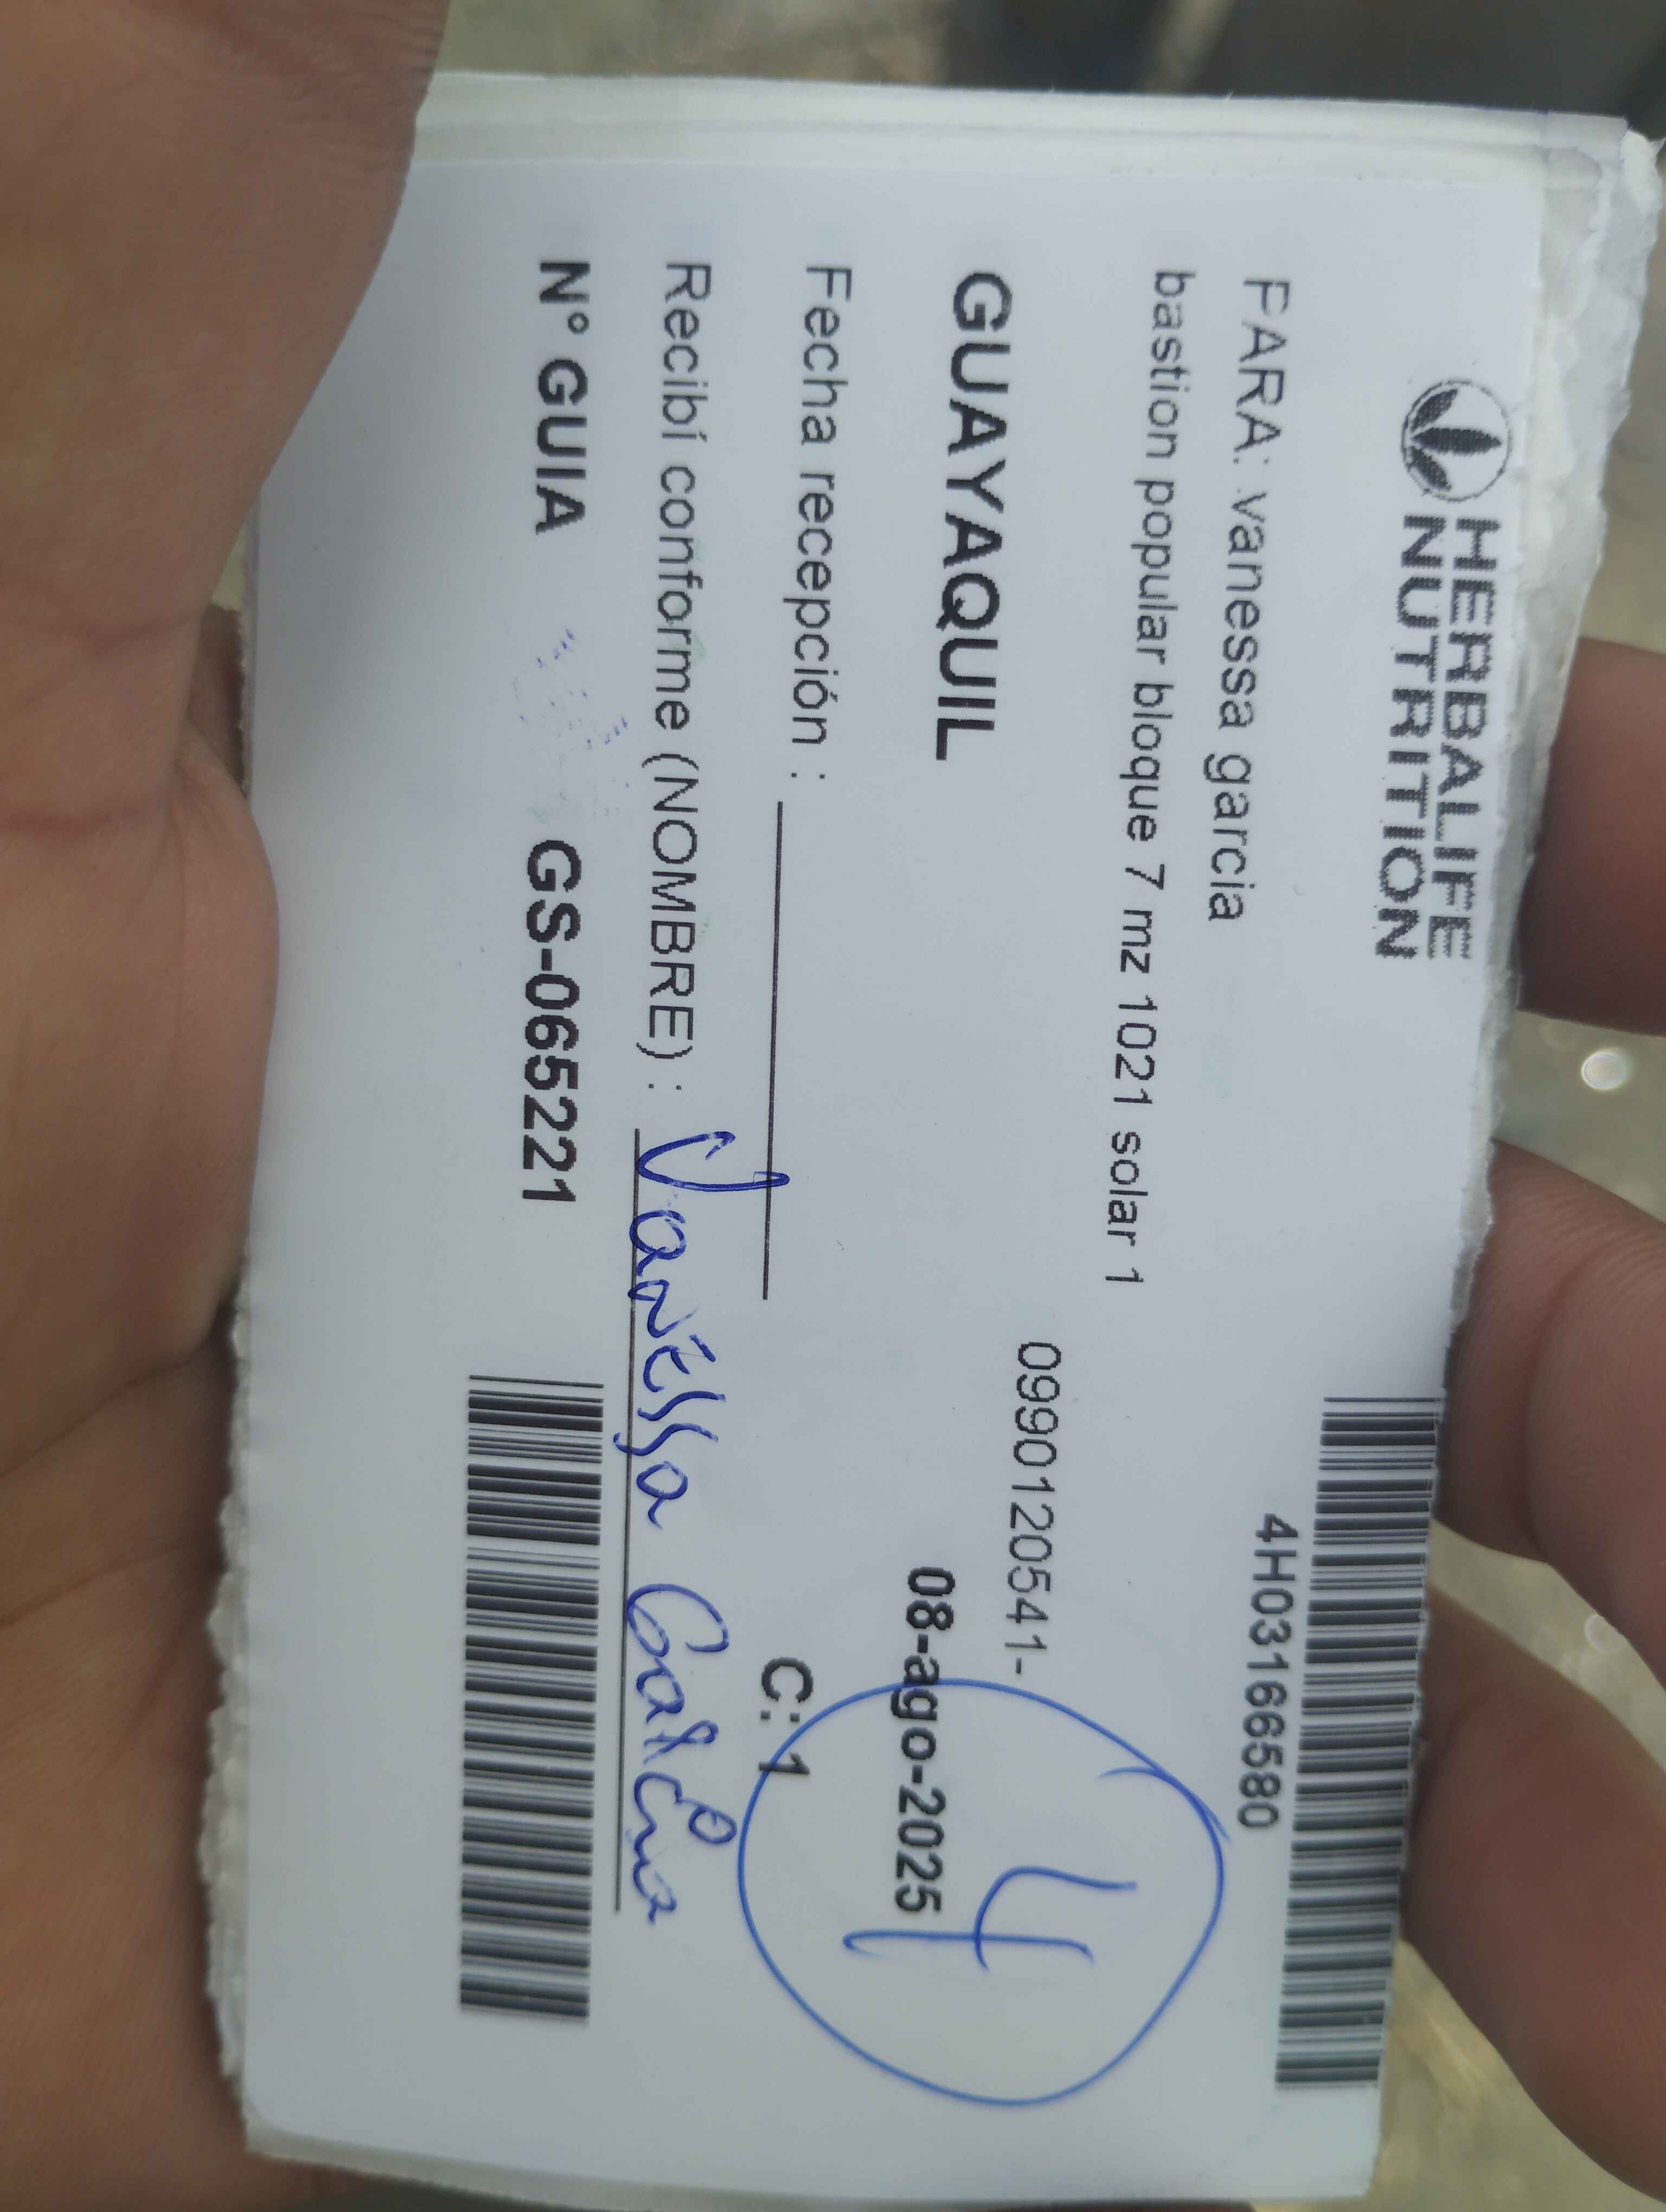 HERBALIFE
NUTRITION
4H03166580
PARA: vanessa garcia
bastion popular bloque 7 mz 1021 solar 1
0990120541-
4
GUAYAQUIL
08-ago-2025
Fecha recepción :
C: 1
Recibí conforme (NOMBRE) : Vanessa Garcia
N° GUIA GS-065221